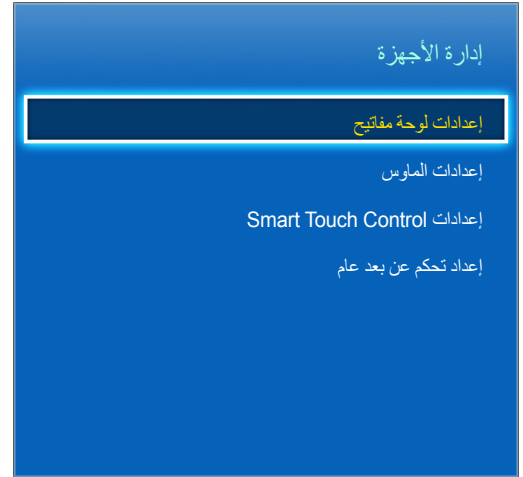 إدارة الأجهزة
إعدادات لوحة مفاتيح
إعدادات الماوس
إعدادات Smart Touch Control
إعداد تحكم عن بعد عام